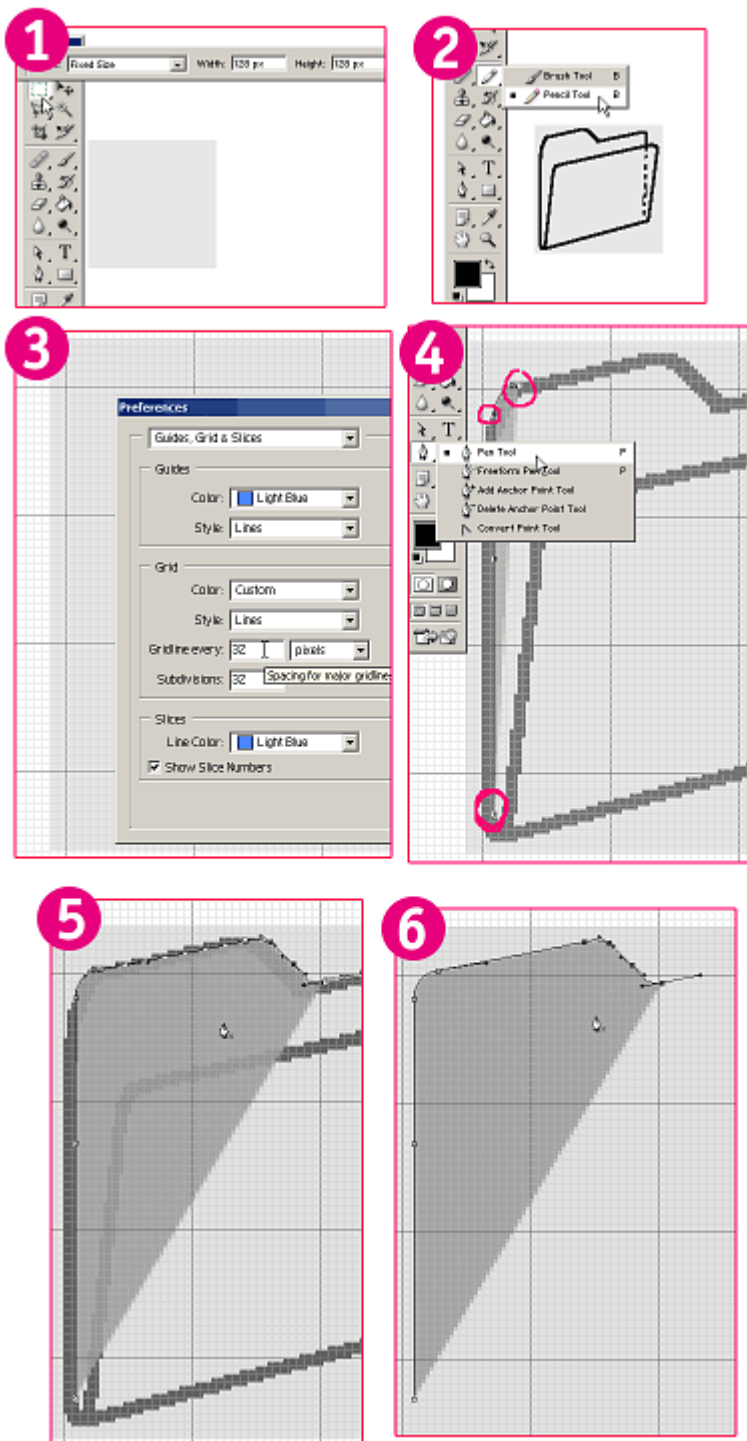 1
Fixed Size Width: 128 px Height: 128 px
T
2
Brush Tool B
Pencil Tool B
T
3
Preferences
Guides, Grid & Slices
Guides
Color: Light Blue
Style: Lines
Grid
Color: Custom
Style: Lines
Gridline every: 32 pixels
Subdivisions: 32 Spacing for major gridlines
Slices
Line Color: Light Blue
Show Slice Numbers
4
T
Pen Tool P
Freeform Pen Tool P
Add Anchor Point Tool
Delete Anchor Point Tool
Convert Point Tool
5
6